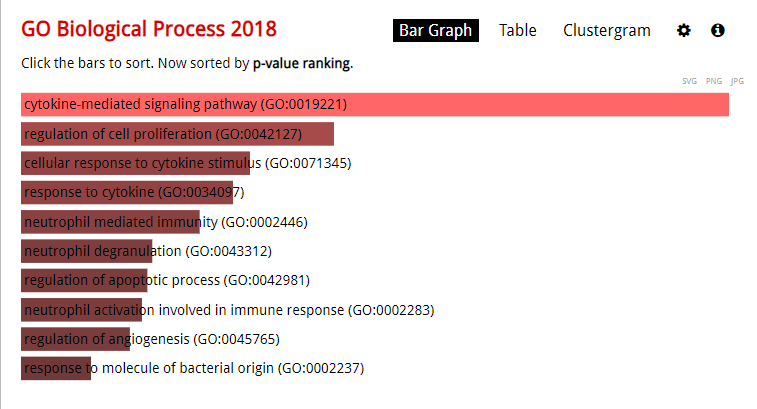 GO Biological Process 2018
Bar Graph Table Clustergram
Click the bars to sort. Now sorted by p-value ranking.
SVG PNG JPG
cytokine-mediated signaling pathway (GO:0019221)
regulation of cell proliferation (GO:0042127)
cellular response to cytokine stimulus (GO:0071345)
response to cytokine (GO:0034097)
neutrophil mediated immunity (GO:0002446)
neutrophil degranulation (GO:0043312)
regulation of apoptotic process (GO:0042981)
neutrophil activation involved in immune response (GO:0002283)
regulation of angiogenesis (GO:0045765)
response to molecule of bacterial origin (GO:0002237)